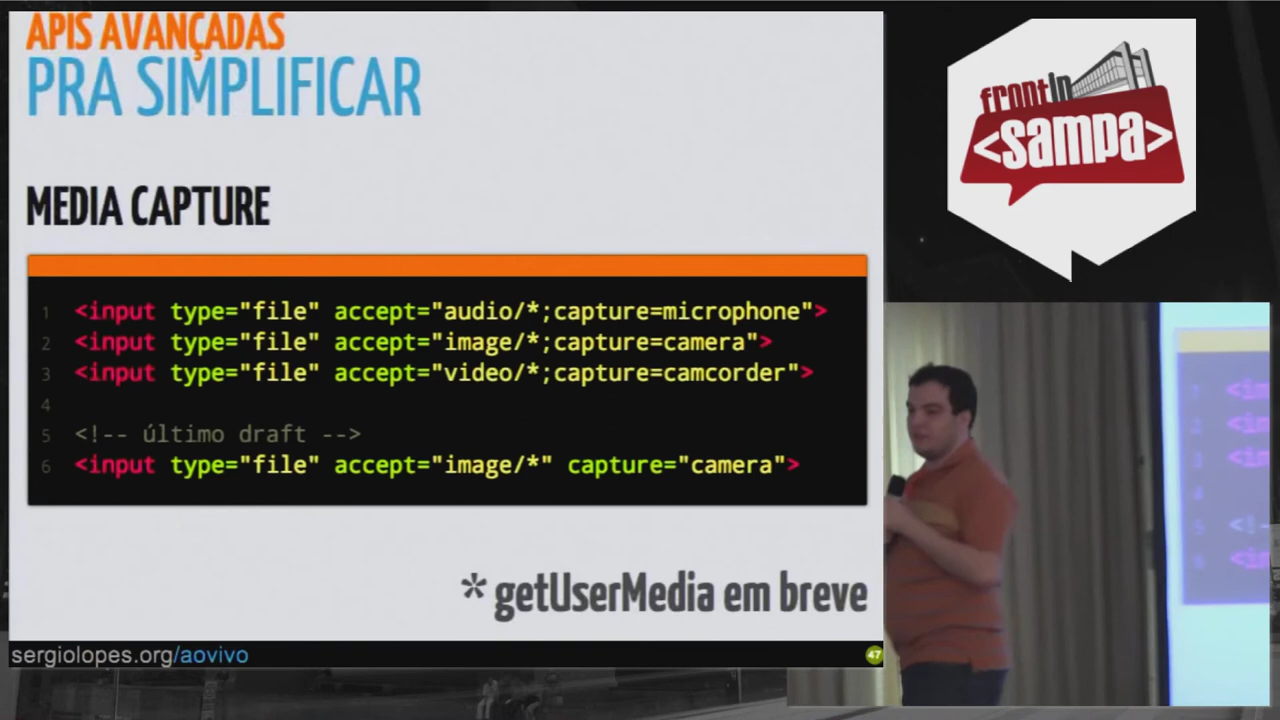 APIS AVANÇADAS
PRA SIMPLIFICAR
MEDIA CAPTURE
1 <input type="file" accept="audio/*;capture=microphone">
2 <input type="file" accept="image/*;capture=camera">
3 <input type="file" accept="video/*;capture=camcorder">
4
5 <!-- último draft -->
6 <input type="file" accept="image/*" capture="camera">
* getUserMedia em breve
sergiolopes.org/aovivo
47
frontIn
<sampa>